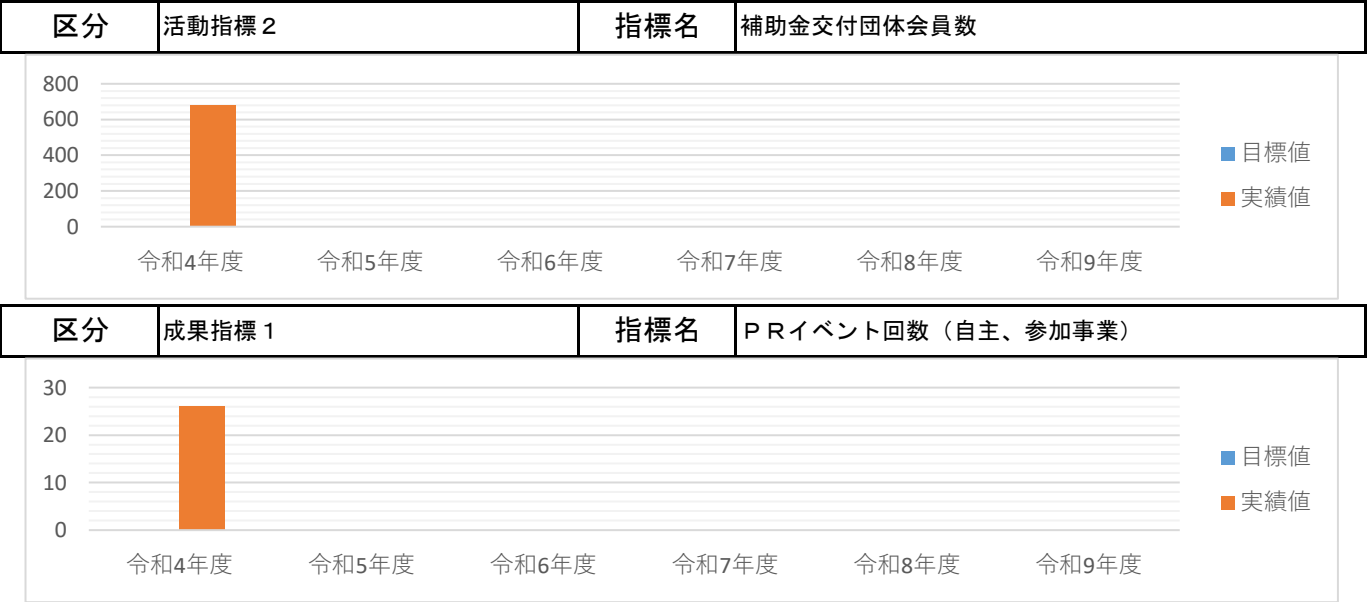 区分 活動指標２ 指標名 補助金交付団体会員数
800
600
400
200
0
目標値
実績値
令和4年度 令和5年度 令和6年度 令和7年度 令和8年度 令和9年度
区分 成果指標１ 指標名 ＰＲイベント回数（自主、参加事業）
30
20
10
0
目標値
実績値
令和4年度 令和5年度 令和6年度 令和7年度 令和8年度 令和9年度